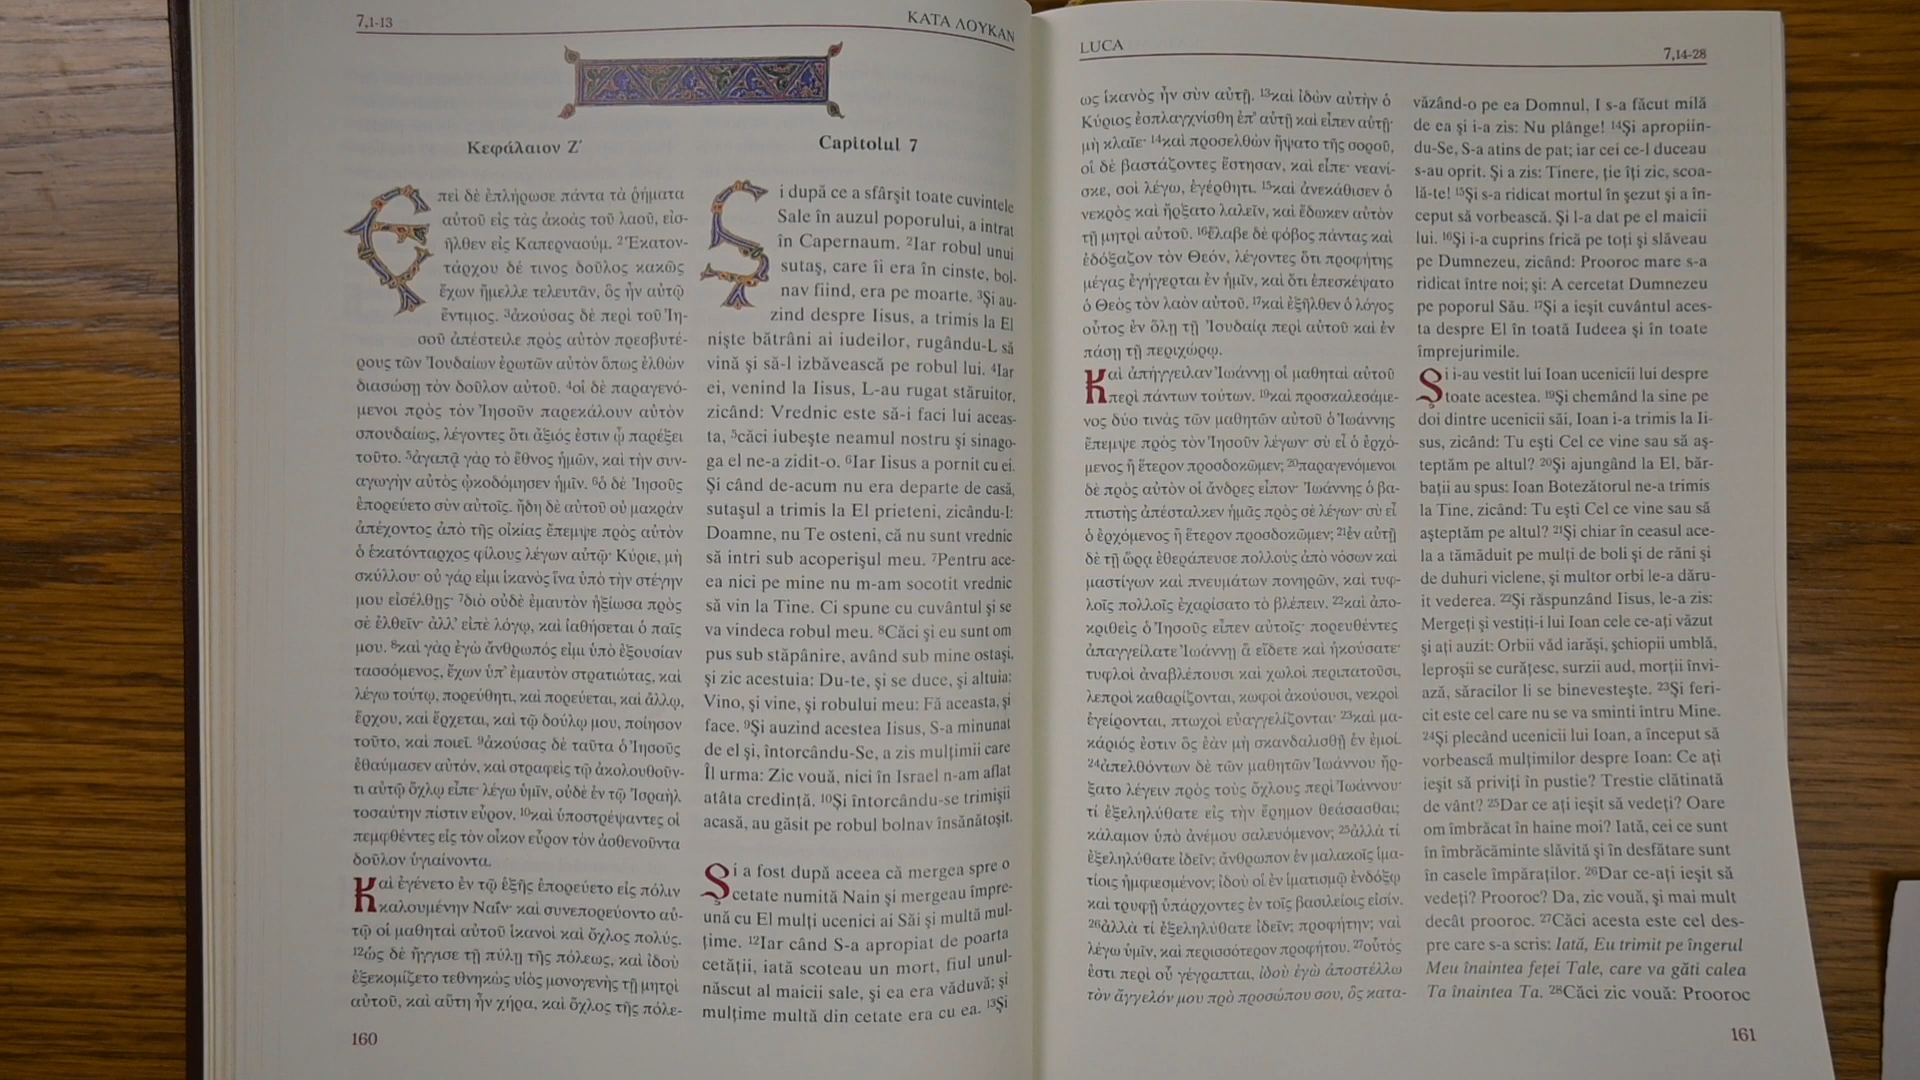 7,1-13
ΚΑΤΑ ΛΟΥΚΑΝ
Κεφάλαιον Ζ′
Ἐπεὶ δὲ ἐπλήρωσε πάντα τὰ ῥήματα
αὐτοῦ εἰς τὰς ἀκοὰς τοῦ λαοῦ, εἰσ-
ῆλθεν εἰς Καπερναούμ. ²Ἑκατον-
τάρχου δέ τινος δοῦλος κακῶς
ἔχων ἤμελλε τελευτᾶν, ὃς ἦν αὐτῷ
ἔντιμος. ³ἀκούσας δὲ περὶ τοῦ Ἰη-
σοῦ ἀπέστειλε πρὸς αὐτὸν πρεσβυτέ-
ρους τῶν Ἰουδαίων ἐρωτῶν αὐτὸν ὅπως ἐλθὼν
διασώσῃ τὸν δοῦλον αὐτοῦ. ⁴οἱ δὲ παραγενό-
μενοι πρὸς τὸν Ἰησοῦν παρεκάλουν αὐτὸν
σπουδαίως, λέγοντες ὅτι ἄξιός ἐστιν ᾧ παρέξει
τοῦτο. ⁵ἀγαπᾷ γὰρ τὸ ἔθνος ἡμῶν, καὶ τὴν συν-
αγωγὴν αὐτὸς ᾠκοδόμησεν ἡμῖν. ⁶ὁ δὲ Ἰησοῦς
ἐπορεύετο σὺν αὐτοῖς. ἤδη δὲ αὐτοῦ οὐ μακρὰν
ἀπέχοντος ἀπὸ τῆς οἰκίας ἔπεμψε πρὸς αὐτὸν
ὁ ἑκατόνταρχος φίλους λέγων αὐτῷ· Κύριε, μὴ
σκύλλου· οὐ γάρ εἰμι ἱκανὸς ἵνα ὑπὸ τὴν στέγην
μου εἰσέλθῃς· ⁷διὸ οὐδὲ ἐμαυτὸν ἠξίωσα πρὸς
σὲ ἐλθεῖν· ἀλλ’ εἰπὲ λόγῳ, καὶ ἰαθήσεται ὁ παῖς
μου. ⁸καὶ γὰρ ἐγὼ ἄνθρωπός εἰμι ὑπὸ ἐξουσίαν
τασσόμενος, ἔχων ὑπ’ ἐμαυτὸν στρατιώτας, καὶ
λέγω τούτῳ, πορεύθητι, καὶ πορεύεται, καὶ ἄλλῳ,
ἔρχου, καὶ ἔρχεται, καὶ τῷ δούλῳ μου, ποίησον
τοῦτο, καὶ ποιεῖ. ⁹ἀκούσας δὲ ταῦτα ὁ Ἰησοῦς
ἐθαύμασεν αὐτόν, καὶ στραφεὶς τῷ ἀκολουθοῦν-
τι αὐτῷ ὄχλῳ εἶπε· λέγω ὑμῖν, οὐδὲ ἐν τῷ Ἰσραὴλ
τοσαύτην πίστιν εὗρον. ¹⁰καὶ ὑποστρέψαντες οἱ
πεμφθέντες εἰς τὸν οἶκον εὗρον τὸν ἀσθενοῦντα
δοῦλον ὑγιαίνοντα.
Καὶ ἐγένετο ἐν τῷ ἑξῆς ἐπορεύετο εἰς πόλιν
καλουμένην Ναΐν· καὶ συνεπορεύοντο αὐ-
τῷ οἱ μαθηταὶ αὐτοῦ ἱκανοὶ καὶ ὄχλος πολύς.
¹²ὡς δὲ ἤγγισε τῇ πύλῃ τῆς πόλεως, καὶ ἰδοὺ
ἐξεκομίζετο τεθνηκὼς υἱὸς μονογενὴς τῇ μητρὶ
αὐτοῦ, καὶ αὕτη ἦν χήρα, καὶ ὄχλος τῆς πόλε-
Capitolul 7
Și după ce a sfârşit toate cuvintele
Sale în auzul poporului, a intrat
în Capernaum. ²Iar robul unui
sutaş, care îi era în cinste, bol-
nav fiind, era pe moarte. ³Şi au-
zind despre Iisus, a trimis la El
nişte bătrâni ai iudeilor, rugându-L să
vină şi să-l izbăvească pe robul lui. ⁴Iar
ei, venind la Iisus, L-au rugat stăruitor,
zicând: Vrednic este să-i faci lui aceas-
ta, ⁵căci iubeşte neamul nostru şi sinago-
ga el ne-a zidit-o. ⁶Iar Iisus a pornit cu ei.
Şi când de-acum nu era departe de casă,
sutaşul a trimis la El prieteni, zicându-I:
Doamne, nu Te osteni, că nu sunt vrednic
să intri sub acoperişul meu. ⁷Pentru ace-
ea nici pe mine nu m-am socotit vrednic
să vin la Tine. Ci spune cu cuvântul şi se
va vindeca robul meu. ⁸Căci şi eu sunt om
pus sub stăpânire, având sub mine ostaşi,
şi zic acestuia: Du-te, şi se duce, şi altuia:
Vino, şi vine, şi robului meu: Fă aceasta, şi
face. ⁹Şi auzind acestea Iisus, S-a minunat
de el şi, întorcându-Se, a zis mulţimii care
Îl urma: Zic vouă, nici în Israel n-am aflat
atâta credinţă. ¹⁰Şi întorcându-se trimişii
acasă, au găsit pe robul bolnav însănătoşit.
Şi a fost după aceea că mergea spre o
cetate numită Nain şi mergeau împre-
ună cu El mulţi ucenici ai Săi şi multă mul-
ţime. ¹²Iar când S-a apropiat de poarta
cetăţii, iată scoteau un mort, fiul unul-
născut al maicii sale, şi ea era văduvă; şi
mulţime multă din cetate era cu ea. ¹³Şi
160
LUCA
7,14-28
ως ἱκανὸς ἦν σὺν αὐτῇ. ¹³καὶ ἰδὼν αὐτὴν ὁ
Κύριος ἐσπλαγχνίσθη ἐπ’ αὐτῇ καὶ εἶπεν αὐτῇ·
μὴ κλαῖε· ¹⁴καὶ προσελθὼν ἥψατο τῆς σοροῦ,
οἱ δὲ βαστάζοντες ἔστησαν, καὶ εἶπε· νεανί-
σκε, σοὶ λέγω, ἐγέρθητι. ¹⁵καὶ ἀνεκάθισεν ὁ
νεκρὸς καὶ ἤρξατο λαλεῖν, καὶ ἔδωκεν αὐτὸν
τῇ μητρὶ αὐτοῦ. ¹⁶ἔλαβε δὲ φόβος πάντας καὶ
ἐδόξαζον τὸν Θεόν, λέγοντες ὅτι προφήτης
μέγας ἐγήγερται ἐν ἡμῖν, καὶ ὅτι ἐπεσκέψατο
ὁ Θεὸς τὸν λαὸν αὐτοῦ. ¹⁷καὶ ἐξῆλθεν ὁ λόγος
οὗτος ἐν ὅλῃ τῇ Ἰουδαίᾳ περὶ αὐτοῦ καὶ ἐν
πάσῃ τῇ περιχώρῳ.
Καὶ ἀπήγγειλαν Ἰωάννῃ οἱ μαθηταὶ αὐτοῦ
περὶ πάντων τούτων. ¹⁹καὶ προσκαλεσάμε-
νος δύο τινὰς τῶν μαθητῶν αὐτοῦ ὁ Ἰωάννης
ἔπεμψε πρὸς τὸν Ἰησοῦν λέγων· σὺ εἶ ὁ ἐρχό-
μενος ἢ ἕτερον προσδοκῶμεν; ²⁰παραγενόμενοι
δὲ πρὸς αὐτὸν οἱ ἄνδρες εἶπον· Ἰωάννης ὁ βα-
πτιστὴς ἀπέσταλκεν ἡμᾶς πρὸς σὲ λέγων· σὺ εἶ
ὁ ἐρχόμενος ἢ ἕτερον προσδοκῶμεν; ²¹ἐν αὐτῇ
δὲ τῇ ὥρᾳ ἐθεράπευσε πολλοὺς ἀπὸ νόσων καὶ
μαστίγων καὶ πνευμάτων πονηρῶν, καὶ τυφ-
λοῖς πολλοῖς ἐχαρίσατο τὸ βλέπειν. ²²καὶ ἀπο-
κριθεὶς ὁ Ἰησοῦς εἶπεν αὐτοῖς· πορευθέντες
ἀπαγγείλατε Ἰωάννῃ ἃ εἴδετε καὶ ἠκούσατε·
τυφλοὶ ἀναβλέπουσι καὶ χωλοὶ περιπατοῦσι,
λεπροὶ καθαρίζονται, κωφοὶ ἀκούουσι, νεκροὶ
ἐγείρονται, πτωχοὶ εὐαγγελίζονται· ²³καὶ μα-
κάριός ἐστιν ὃς ἐὰν μὴ σκανδαλισθῇ ἐν ἐμοί.
²⁴ἀπελθόντων δὲ τῶν μαθητῶν Ἰωάννου ἤρ-
ξατο λέγειν πρὸς τοὺς ὄχλους περὶ Ἰωάννου·
τί ἐξεληλύθατε εἰς τὴν ἔρημον θεάσασθαι;
κάλαμον ὑπὸ ἀνέμου σαλευόμενον; ²⁵ἀλλὰ τί
ἐξεληλύθατε ἰδεῖν; ἄνθρωπον ἐν μαλακοῖς ἱμα-
τίοις ἠμφιεσμένον; ἰδοὺ οἱ ἐν ἱματισμῷ ἐνδόξῳ
καὶ τρυφῇ ὑπάρχοντες ἐν τοῖς βασιλείοις εἰσίν.
²⁶ἀλλὰ τί ἐξεληλύθατε ἰδεῖν; προφήτην; ναὶ
λέγω ὑμῖν, καὶ περισσότερον προφήτου. ²⁷οὗτός
ἐστι περὶ οὗ γέγραπται, ἰδοὺ ἐγὼ ἀποστέλλω
τὸν ἄγγελόν μου πρὸ προσώπου σου, ὃς κατα-
văzând-o pe ea Domnul, I s-a făcut milă
de ea şi i-a zis: Nu plânge! ¹⁴Şi apropiin-
du-Se, S-a atins de pat; iar cei ce-l duceau
s-au oprit. Şi a zis: Tinere, ţie îţi zic, scoa-
lă-te! ¹⁵Şi s-a ridicat mortul în şezut şi a în-
ceput să vorbească. Şi l-a dat pe el maicii
lui. ¹⁶Şi i-a cuprins frică pe toţi şi slăveau
pe Dumnezeu, zicând: Prooroc mare s-a
ridicat între noi; şi: A cercetat Dumnezeu
pe poporul Său. ¹⁷Şi a ieşit cuvântul aces-
ta despre El în toată Iudeea şi în toate
împrejurimile.
Şi i-au vestit lui Ioan ucenicii lui despre
toate acestea. ¹⁹Şi chemând la sine pe
doi dintre ucenicii săi, Ioan i-a trimis la Ii-
sus, zicând: Tu eşti Cel ce vine sau să aş-
teptăm pe altul? ²⁰Şi ajungând la El, băr-
baţii au spus: Ioan Botezătorul ne-a trimis
la Tine, zicând: Tu eşti Cel ce vine sau să
aşteptăm pe altul? ²¹Şi chiar în ceasul ace-
la a tămăduit pe mulţi de boli şi de răni şi
de duhuri viclene, şi multor orbi le-a dăru-
it vederea. ²²Şi răspunzând Iisus, le-a zis:
Mergeţi şi vestiţi-i lui Ioan cele ce-aţi văzut
şi aţi auzit: Orbii văd iarăşi, şchiopii umblă,
leproşii se curăţesc, surzii aud, morţii învi-
ază, săracilor li se binevesteşte. ²³Şi feri-
cit este cel care nu se va sminti întru Mine.
²⁴Şi plecând ucenicii lui Ioan, a început să
vorbească mulţimilor despre Ioan: Ce aţi
ieşit să priviţi în pustie? Trestie clătinată
de vânt? ²⁵Dar ce aţi ieşit să vedeţi? Oare
om îmbrăcat în haine moi? Iată, cei ce sunt
în îmbrăcăminte slăvită şi în desfătare sunt
în casele împăraţilor. ²⁶Dar ce-aţi ieşit să
vedeţi? Prooroc? Da, zic vouă, şi mai mult
decât prooroc. ²⁷Căci acesta este cel des-
pre care s-a scris: Iată, Eu trimit pe îngerul
Meu înaintea feţei Tale, care va găti calea
Ta înaintea Ta. ²⁸Căci zic vouă: Prooroc
161